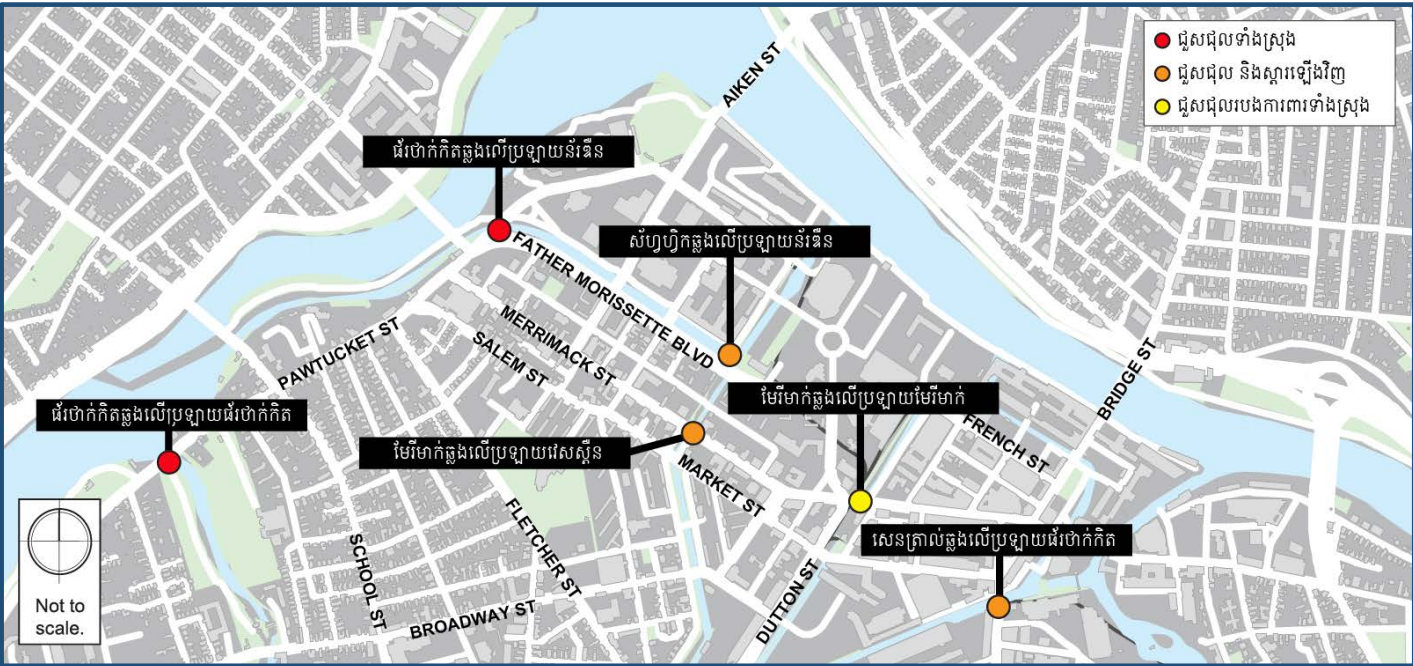 ជួសជុលទាំងស្រុង
ជួសជុល និងស្តារឡើងវិញ
ជួសជុលរបងការពារទាំងស្រុង
AIKEN ST
ផ័រថាក់កិតឆ្លងលើប្រឡាយន័រឌឺន
ស័ហ្វហ្វិកឆ្លងលើប្រឡាយន័រឌឺន
FATHER MORISSETTE BLVD
MERRIMACK ST
SALEM ST
PAWTUCKET ST
BRIDGE ST
ផ័រថាក់កិតឆ្លងលើប្រឡាយផ័រថាក់កិត
មែរីមាក់ឆ្លងលើប្រឡាយមែរីមាក់
FRENCH ST
មែរីមាក់ឆ្លងលើប្រឡាយវេសស្តឺន
MARKET ST
FLETCHER ST
SCHOOL ST
សេនត្រាល់ឆ្លងលើប្រឡាយផ័រថាក់កិត
DUTTON ST
BROADWAY ST
Not to
scale.